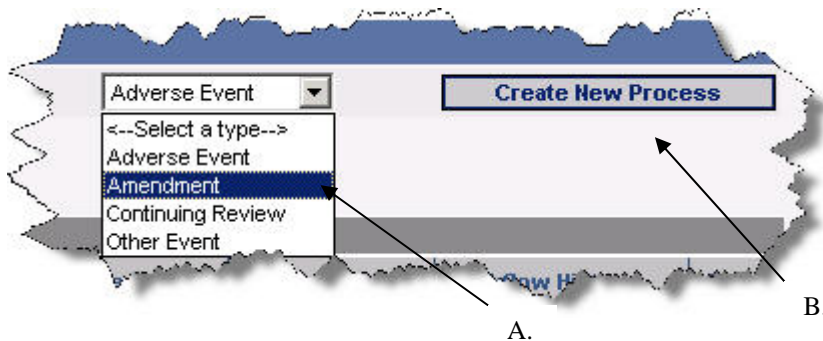 Adverse Event Create New Process
<--Select a type-->
Adverse Event
Amendment
Continuing Review
Other Event
B.
A.